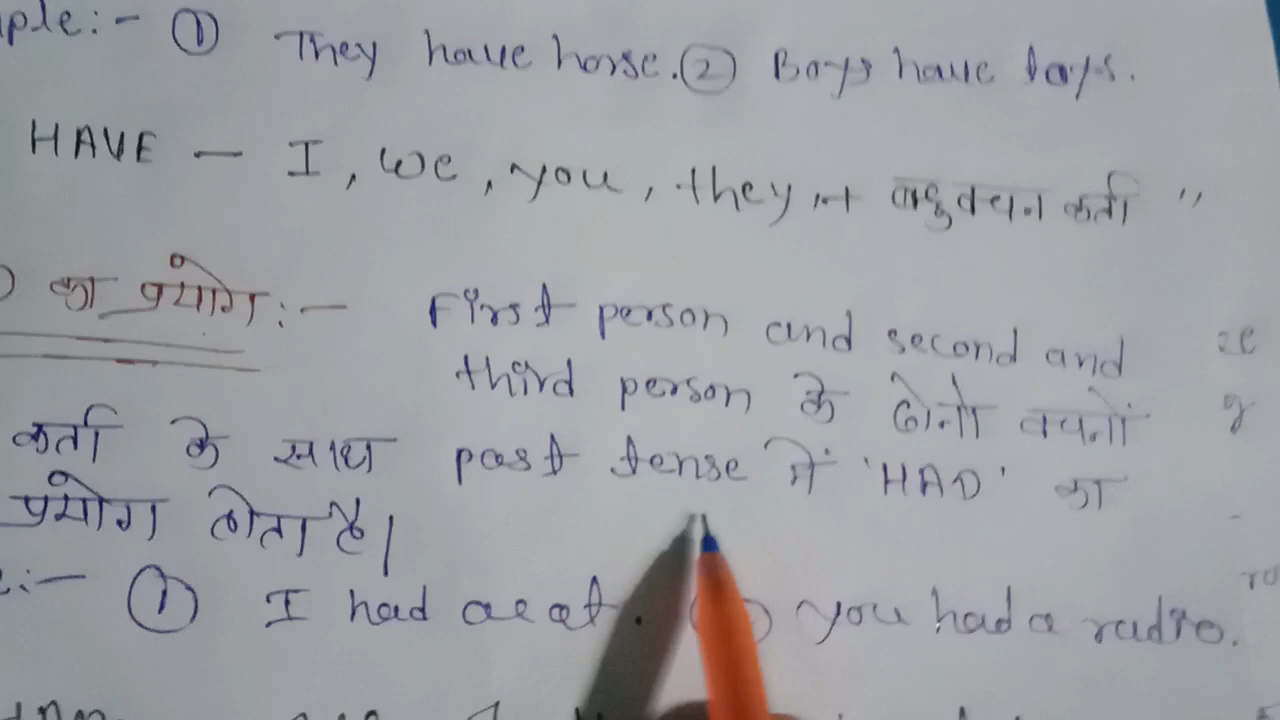 ple:- ① They have horse. ② Boys have toys.
HAVE — I, we, you, they, + बहुवचन कर्ता "
का प्रयोग:- First person and second and
third person के दोनों वचनों
कर्ता के साथ past tense में 'HAD' का
प्रयोग होता है।
e:- ① I had a cat. You had a radio.